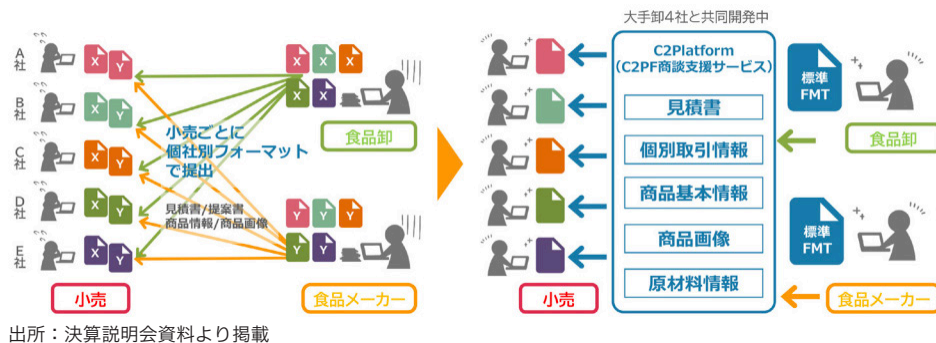 A社
B社
C社
D社
E社
X
Y
X
Y
X
Y
X
Y
X
Y
小売
小売ごとに
個社別フォーマット
で提出
見積書/提案書
商品情報/商品画像
X
X
X
X
X
食品卸
Y
Y
Y
Y
Y
食品メーカー
大手卸4社と共同開発中
C2Platform
(C2PF商談支援サービス)
見積書
個別取引情報
商品基本情報
商品画像
原材料情報
小売
標準
FMT
食品卸
標準
FMT
食品メーカー
出所:決算説明会資料より掲載